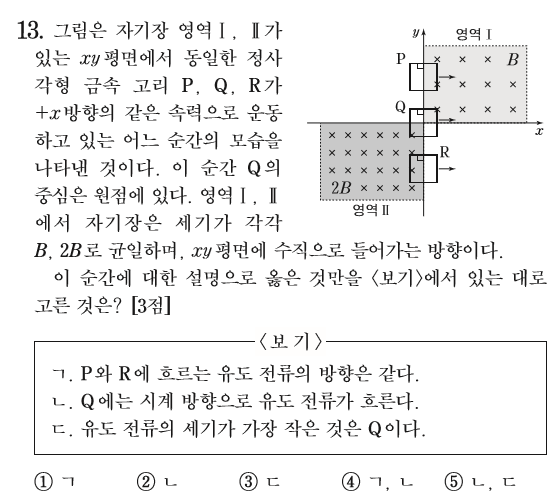 13. 그림은 자기장 영역 Ⅰ, Ⅱ가
있는 xy평면에서 동일한 정사
각형 금속 고리 P, Q, R가
+x방향의 같은 속력으로 운동
하고 있는 어느 순간의 모습을
나타낸 것이다. 이 순간 Q의
중심은 원점에 있다. 영역 Ⅰ, Ⅱ
에서 자기장은 세기가 각각
B, 2B로 균일하며, xy평면에 수직으로 들어가는 방향이다.
y
영역 Ⅰ
P
B
Q
x
R
2B
영역 Ⅱ
이 순간에 대한 설명으로 옳은 것만을 <보기>에서 있는 대로
고른 것은? [3점]
<보 기>
ㄱ. P와 R에 흐르는 유도 전류의 방향은 같다.
ㄴ. Q에는 시계 방향으로 유도 전류가 흐른다.
ㄷ. 유도 전류의 세기가 가장 작은 것은 Q이다.
① ㄱ ② ㄴ ③ ㄷ ④ ㄱ, ㄴ ⑤ ㄴ, ㄷ